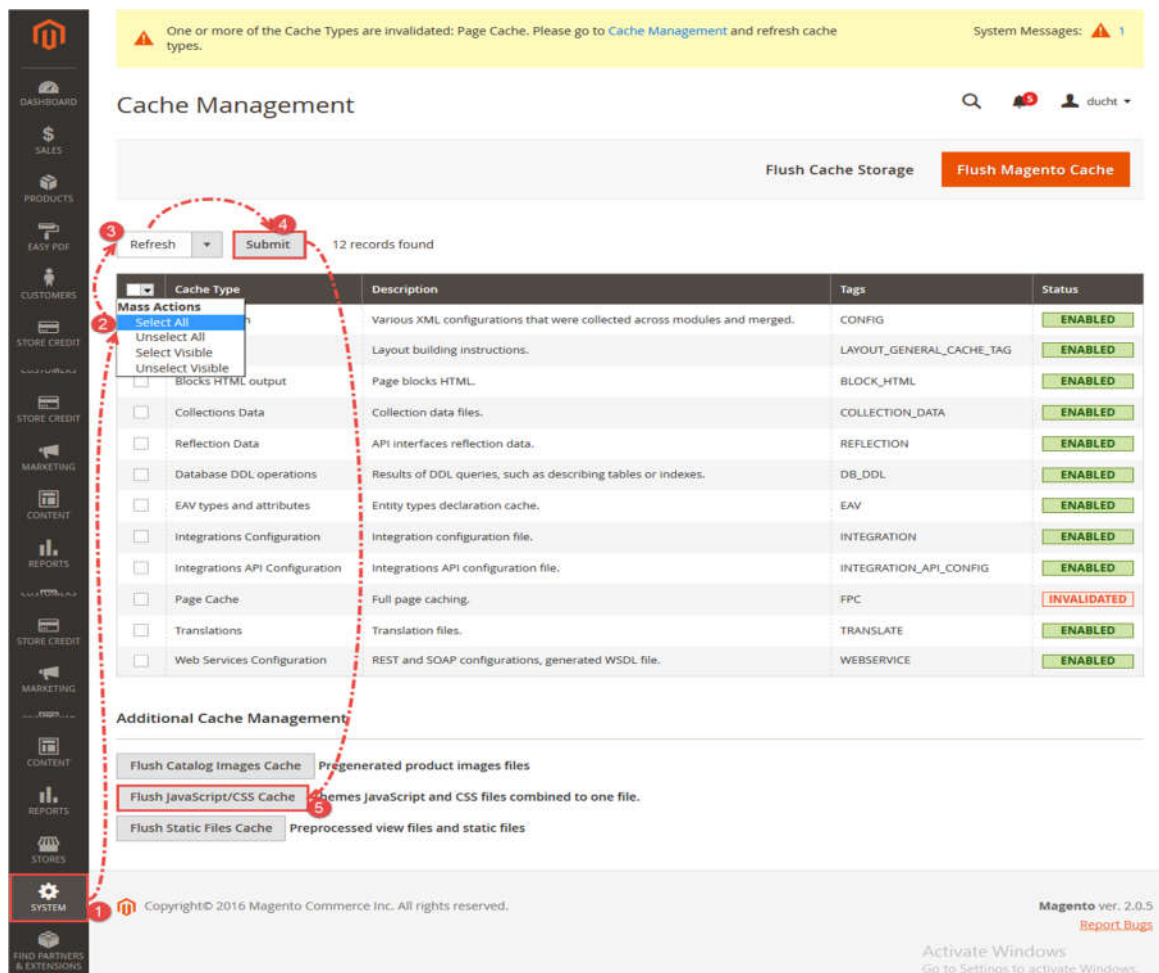 One or more of the Cache Types are invalidated: Page Cache. Please go to Cache Management and refresh cache
types.
System Messages: 1
DASHBOARD
SALES
PRODUCTS
EASY PDF
CUSTOMERS
STORE CREDIT
STORE CREDIT
MARKETING
CONTENT
REPORTS
STORE CREDIT
MARKETING
CONTENT
REPORTS
STORES
SYSTEM
FIND PARTNERS
& EXTENSIONS
Cache Management
5
ducht
Flush Cache Storage
Flush Magento Cache
3
4
Refresh
Submit
12 records found
Cache Type Description Tags Status
Mass Actions
2
Select All
Unselect All
Select Visible
Unselect Visible
Various XML configurations that were collected across modules and merged. CONFIG ENABLED
Layout building instructions. LAYOUT_GENERAL_CACHE_TAG ENABLED
Blocks HTML output Page blocks HTML. BLOCK_HTML ENABLED
Collections Data Collection data files. COLLECTION_DATA ENABLED
Reflection Data API interfaces reflection data. REFLECTION ENABLED
Database DDL operations Results of DDL queries, such as describing tables or indexes. DB_DDL ENABLED
EAV types and attributes Entity types declaration cache. EAV ENABLED
Integrations Configuration Integration configuration file. INTEGRATION ENABLED
Integrations API Configuration Integrations API configuration file. INTEGRATION_API_CONFIG ENABLED
Page Cache Full page caching. FPC INVALIDATED
Translations Translation files. TRANSLATE ENABLED
Web Services Configuration REST and SOAP configurations, generated WSDL file. WEBSERVICE ENABLED
Additional Cache Management
Flush Catalog Images Cache Pregenerated product images files
Flush JavaScript/CSS Cache hemes JavaScript and CSS files combined to one file.
5
Flush Static Files Cache Preprocessed view files and static files
1
Copyright© 2016 Magento Commerce Inc. All rights reserved.
Magento ver. 2.0.5
Report Bugs
Activate Windows
Go to Settings to activate Windows.